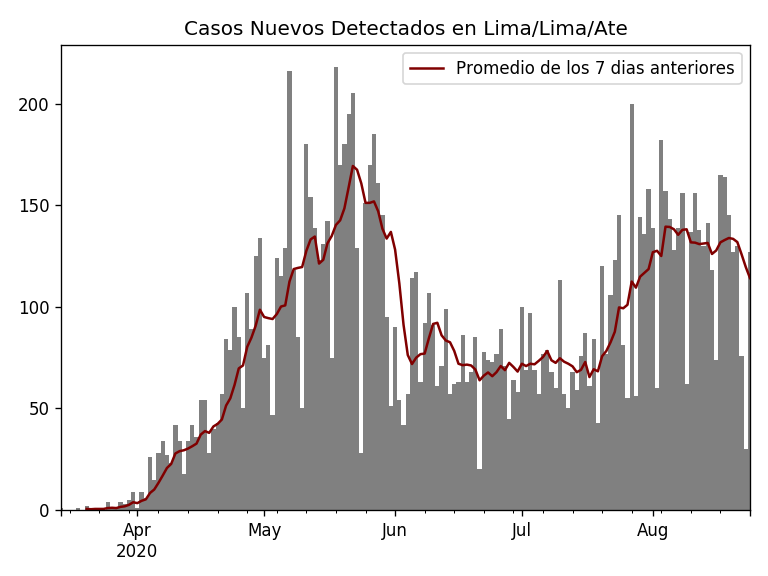 Casos Nuevos Detectados en Lima/Lima/Ate
Promedio de los 7 dias anteriores
200
150
100
50
0
Apr May Jun Jul Aug
2020